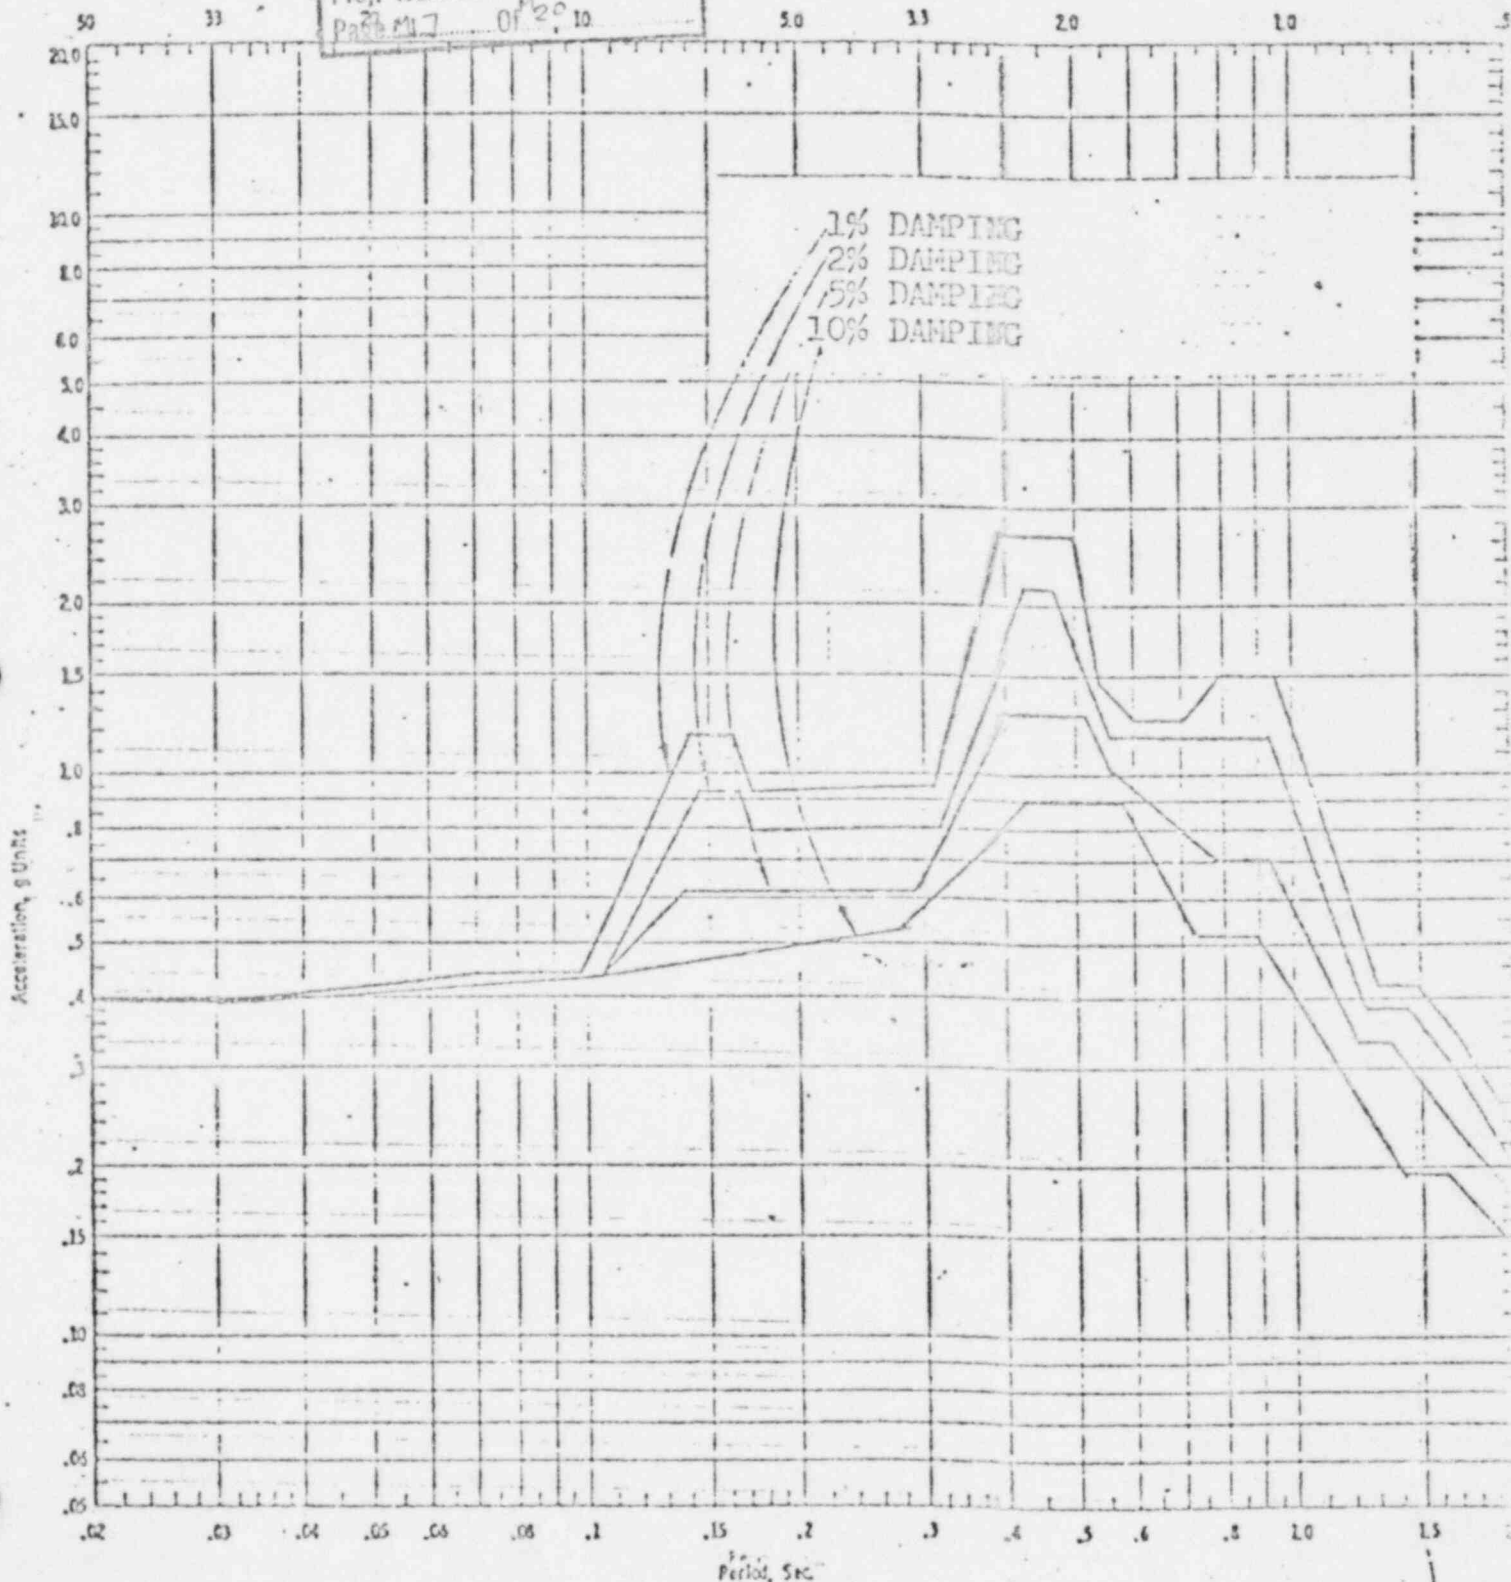 Page M17 Of M20
50 33 10. 5.0 3.3 2.0 1.0
20.0
15.0
10.0
8.0
6.0
5.0
4.0
3.0
2.0
1.5
1.0
.8
.6
.5
.4
.2
.15
.10
.08
.06
.05
1% DAMPING
2% DAMPING
5% DAMPING
10% DAMPING
Acceleration, g Units
.02 .03 .04 .05 .06 .08 .1 .15 .2 .3 .4 .5 .6 .8 1.0 1.5
Period, Sec